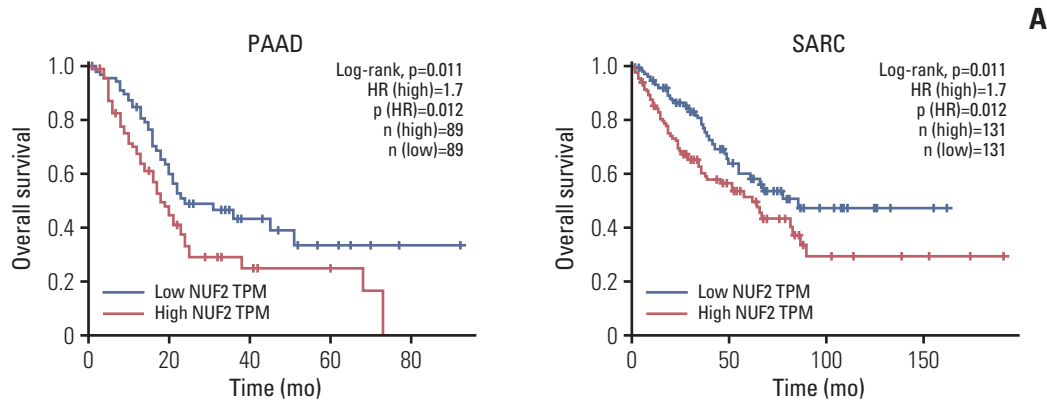 A
PAAD
Log-rank, p=0.011
HR (high)=1.7
p (HR)=0.012
n (high)=89
n (low)=89
Overall survival
1.0
0.8
0.6
0.4
0.2
0
Low NUF2 TPM
High NUF2 TPM
0 20 40 60 80
Time (mo)
SARC
Log-rank, p=0.011
HR (high)=1.7
p (HR)=0.012
n (high)=131
n (low)=131
Overall survival
1.0
0.8
0.6
0.4
0.2
0
Low NUF2 TPM
High NUF2 TPM
0 50 100 150
Time (mo)